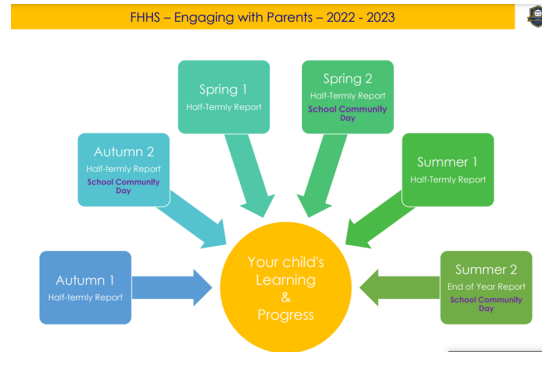 FHHS – Engaging with Parents – 2022 - 2023
Spring 1
Half-Termly Report
Spring 2
Half-Termly Report
School Community
Day
Autumn 2
Half-termly Report
School Community
Day
Summer 1
Half-Termly Report
Autumn 1
Half-termly Report
Your child's
Learning
&
Progress
Summer 2
End of Year Report
School Community
Day